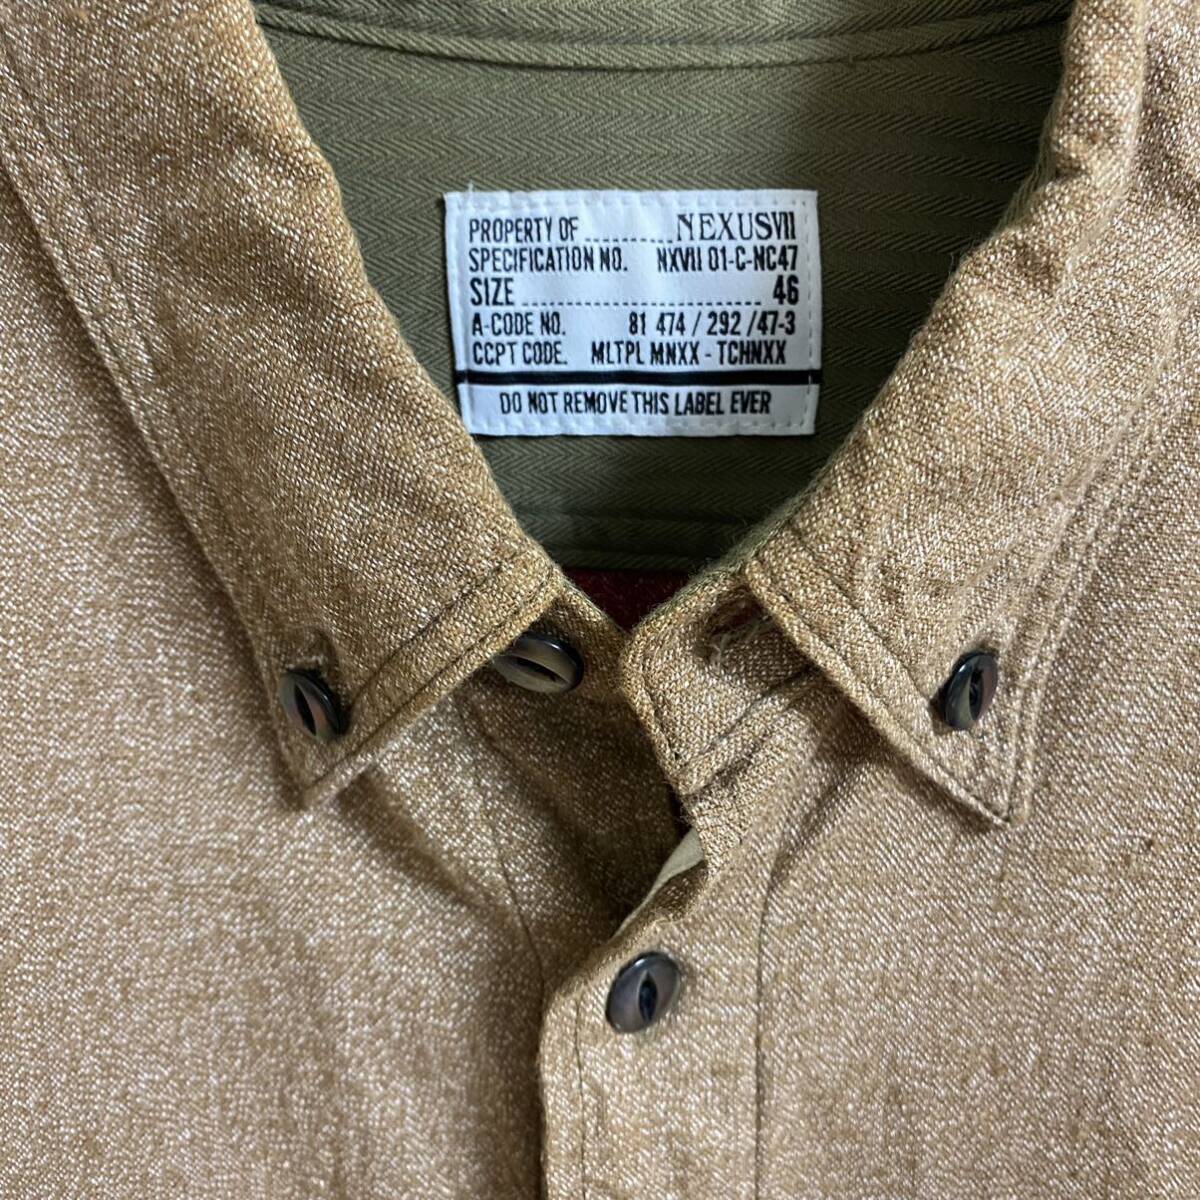 PROPERTY OF ........... NEXUSVII
SPECIFICATION NO. NXVII 01-C-NC47
SIZE .............................. 46
A-CODE NO. 81 474 / 292 /47-3
CCPT CODE. MLTPL MNXX - TCHNXX
DO NOT REMOVE THIS LABEL EVER